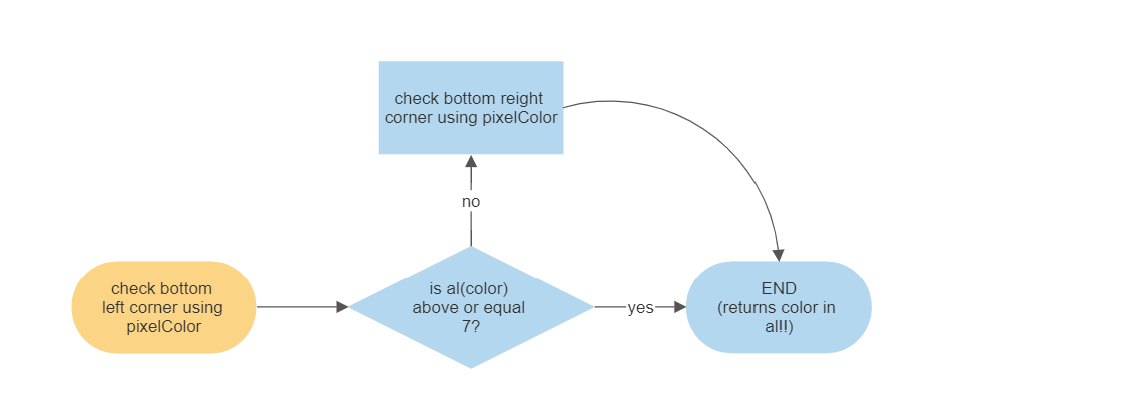 check bottom reight
corner using pixelColor
no
check bottom
left corner using
pixelColor
is al(color)
above or equal
7?
yes
END
(returns color in
al!!)